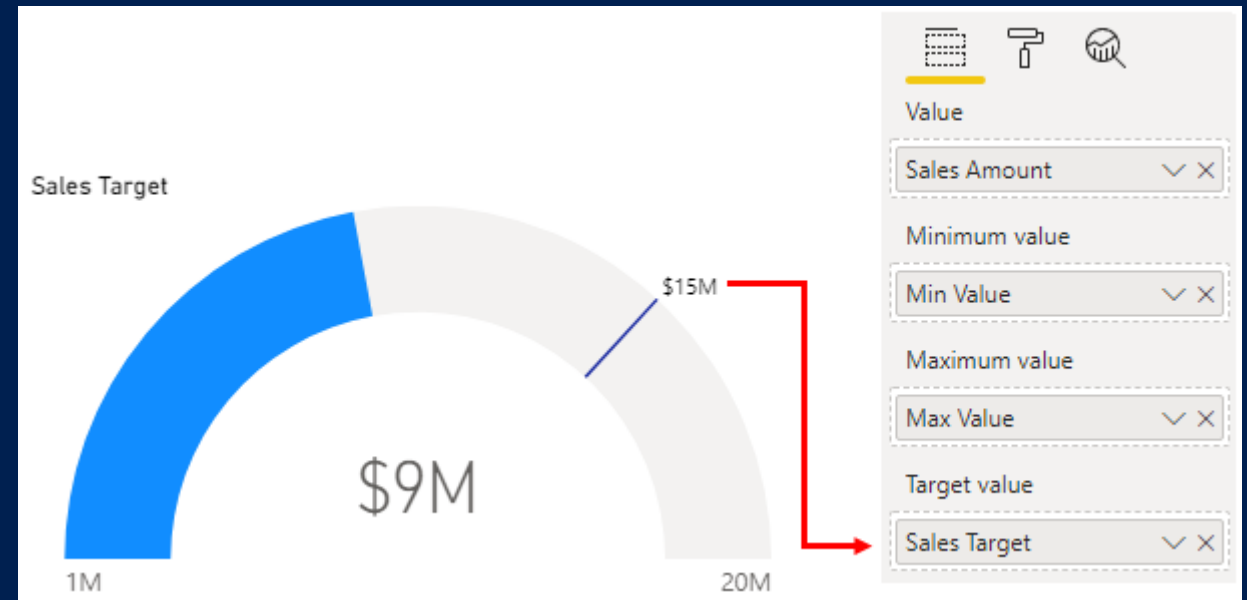 Sales Target
$15M
$9M
1M
20M
Value
Sales Amount
Minimum value
Min Value
Maximum value
Max Value
Target value
Sales Target